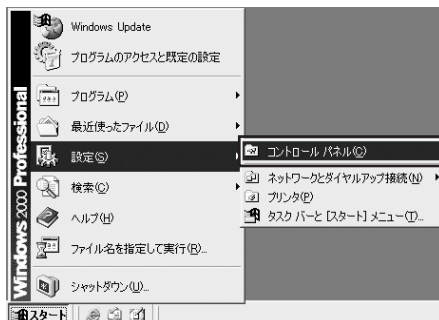 Windows Update
プログラムのアクセスと既定の設定
プログラム(P)
最近使ったファイル(D)
設定(S)
検索(C)
ヘルプ(H)
ファイル名を指定して実行(R)...
シャットダウン(U)...
Windows 2000 Professional
コントロール パネル(C)
ネットワークとダイヤルアップ接続(N)
プリンタ(P)
タスク バーと [スタート] メニュー(T)...
スタート